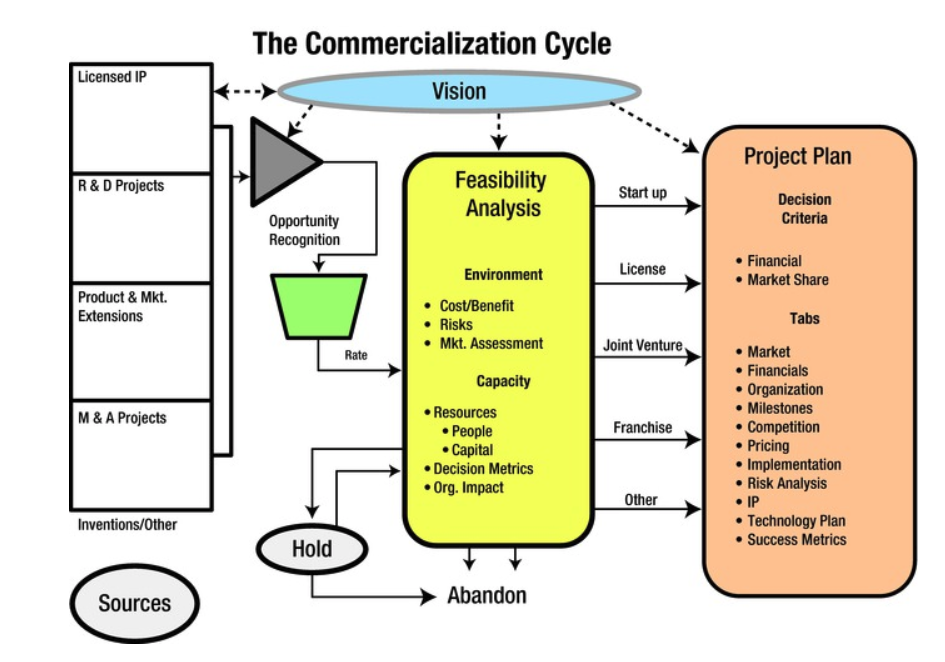 The Commercialization Cycle
Licensed IP
R & D Projects
Product & Mkt.
Extensions
M & A Projects
Inventions/Other
Sources
Vision
Opportunity
Recognition
Rate
Hold
Feasibility
Analysis
Environment
• Cost/Benefit
• Risks
• Mkt. Assessment
Capacity
• Resources
• People
• Capital
• Decision Metrics
• Org. Impact
Abandon
Start up
License
Joint Venture
Franchise
Other
Project Plan
Decision
Criteria
• Financial
• Market Share
Tabs
• Market
• Financials
• Organization
• Milestones
• Competition
• Pricing
• Implementation
• Risk Analysis
• IP
• Technology Plan
• Success Metrics